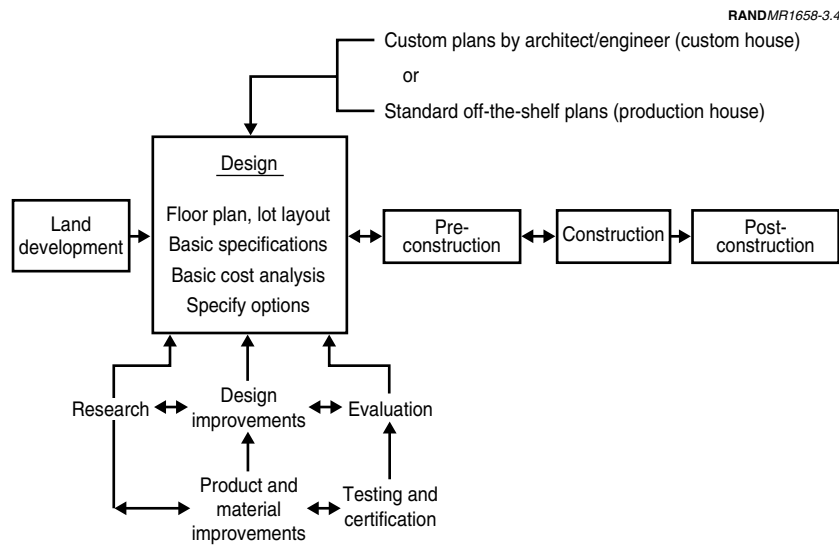 RANDMR1658-3.4
Custom plans by architect/engineer (custom house)
or
Standard off-the-shelf plans (production house)
Design
Floor plan, lot layout
Basic specifications
Basic cost analysis
Specify options
Land
development
Pre-
construction
Construction
Post-
construction
Research
Design
improvements
Evaluation
Product and
material
improvements
Testing and
certification